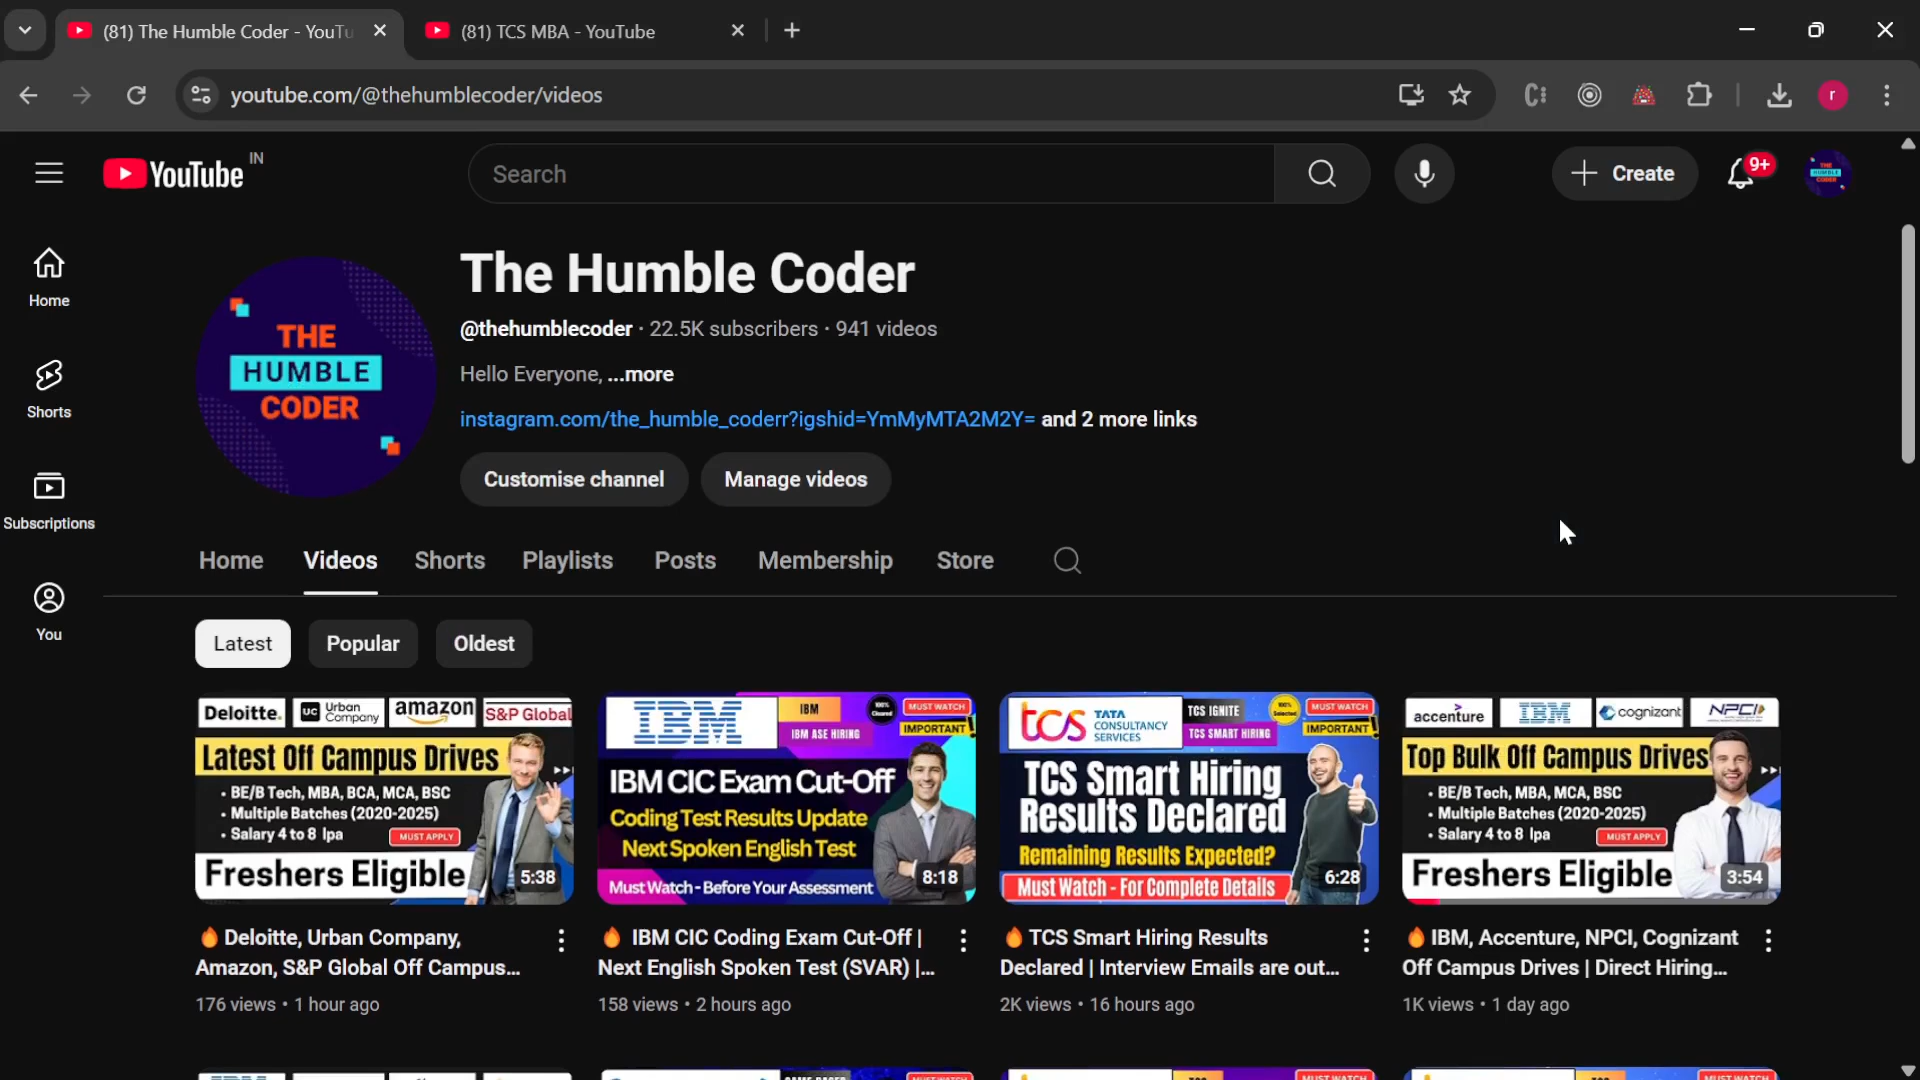 (81) The Humble Coder - YouTu
(81) TCS MBA - YouTube
youtube.com/@thehumblecoder/videos
r
YouTube IN
Search
Create
9+
THE HUMBLE CODER
Home
Shorts
Subscriptions
You
THE
HUMBLE
CODER
The Humble Coder
@thehumblecoder · 22.5K subscribers · 941 videos
Hello Everyone, ...more
instagram.com/the_humble_coderr?igshid=YmMyMTA2M2Y= and 2 more links
Customise channel
Manage videos
Home Videos Shorts Playlists Posts Membership Store
Latest Popular Oldest
Deloitte. UC Urban Company amazon S&P Global
Latest Off Campus Drives
• BE/B Tech, MBA, BCA, MCA, BSC
• Multiple Batches (2020-2025)
• Salary 4 to 8 lpa MUST APPLY
Freshers Eligible
5:38
🔥 Deloitte, Urban Company,
Amazon, S&P Global Off Campus...
176 views • 1 hour ago
IBM IBM 100% Cleared MUST WATCH
IBM ASE HIRING IMPORTANT
IBM CIC Exam Cut-Off
Coding Test Results Update
Next Spoken English Test
Must Watch - Before Your Assessment
8:18
🔥 IBM CIC Coding Exam Cut-Off |
Next English Spoken Test (SVAR) |...
158 views • 2 hours ago
tcs TATA CONSULTANCY SERVICES TCS IGNITE 100% Selected MUST WATCH
TCS SMART HIRING IMPORTANT
TCS Smart Hiring
Results Declared
Remaining Results Expected?
Must Watch - For Complete Details
6:28
🔥 TCS Smart Hiring Results
Declared | Interview Emails are out...
2K views • 16 hours ago
accenture IBM cognizant NPCI
Top Bulk Off Campus Drives
• BE/B Tech, MBA, MCA, BSC
• Multiple Batches (2020-2025)
• Salary 4 to 8 lpa MUST APPLY
Freshers Eligible
3:54
🔥 IBM, Accenture, NPCI, Cognizant
Off Campus Drives | Direct Hiring...
1K views • 1 day ago